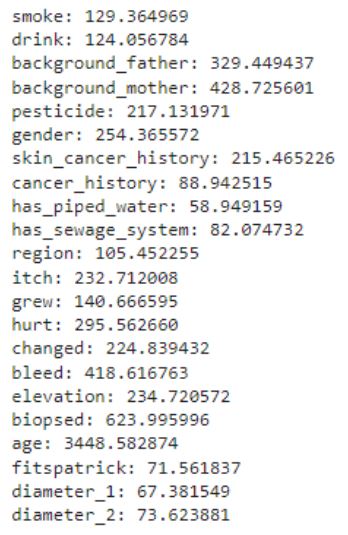 smoke: 129.364969
drink: 124.056784
background_father: 329.449437
background_mother: 428.725601
pesticide: 217.131971
gender: 254.365572
skin_cancer_history: 215.465226
cancer_history: 88.942515
has_piped_water: 58.949159
has_sewage_system: 82.074732
region: 105.452255
itch: 232.712008
grew: 140.666595
hurt: 295.562660
changed: 224.839432
bleed: 418.616763
elevation: 234.720572
biopsed: 623.995996
age: 3448.582874
fitspatrick: 71.561837
diameter_1: 67.381549
diameter_2: 73.623881